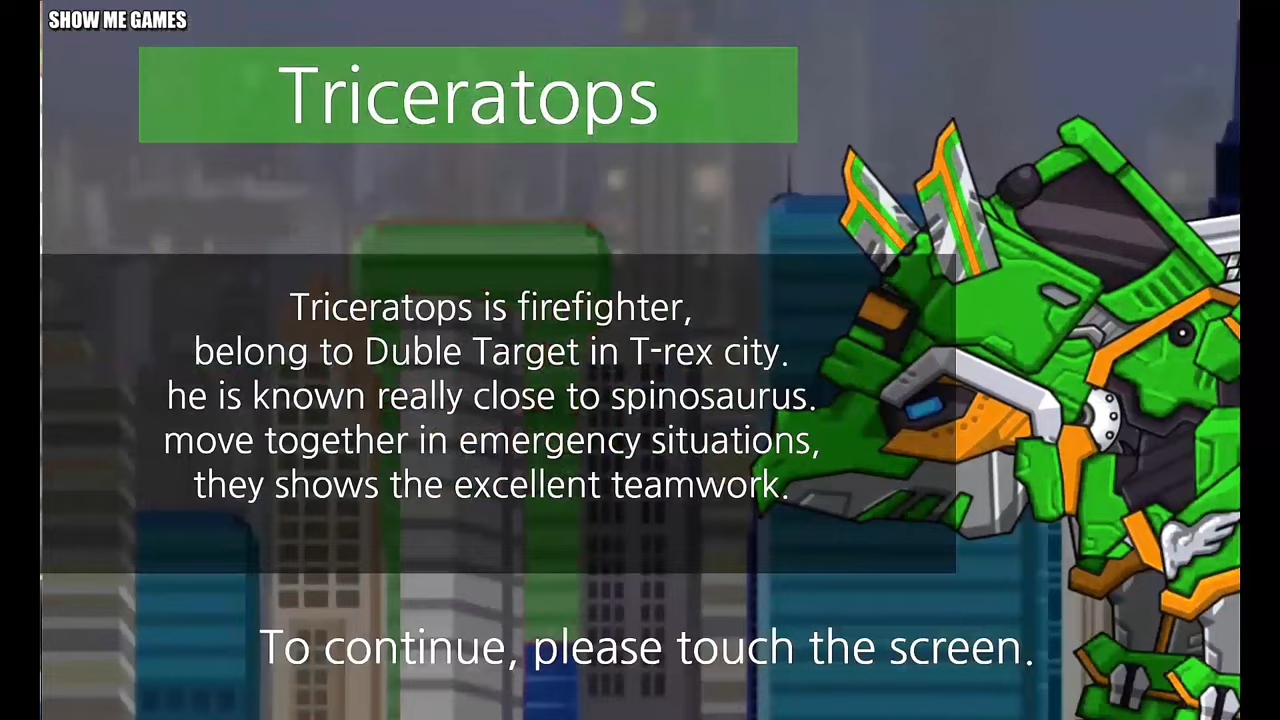 SHOW ME GAMES
Triceratops
Triceratops is firefighter,
belong to Duble Target in T-rex city.
he is known really close to spinosaurus.
move together in emergency situations,
they shows the excellent teamwork.
To continue, please touch the screen.